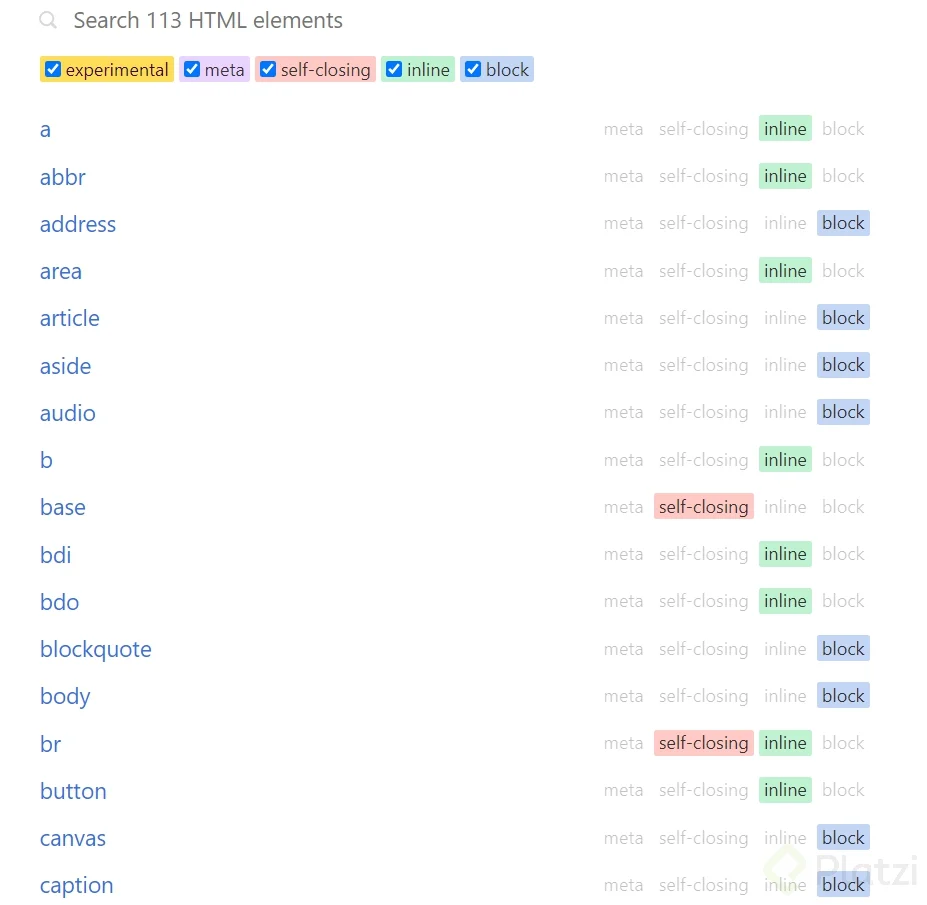 Search 113 HTML elements
experimental meta self-closing inline block
a meta self-closing inline block
abbr meta self-closing inline block
address meta self-closing inline block
area meta self-closing inline block
article meta self-closing inline block
aside meta self-closing inline block
audio meta self-closing inline block
b meta self-closing inline block
base meta self-closing inline block
bdi meta self-closing inline block
bdo meta self-closing inline block
blockquote meta self-closing inline block
body meta self-closing inline block
br meta self-closing inline block
button meta self-closing inline block
canvas meta self-closing inline block
Platzi
caption meta self-closing inline block